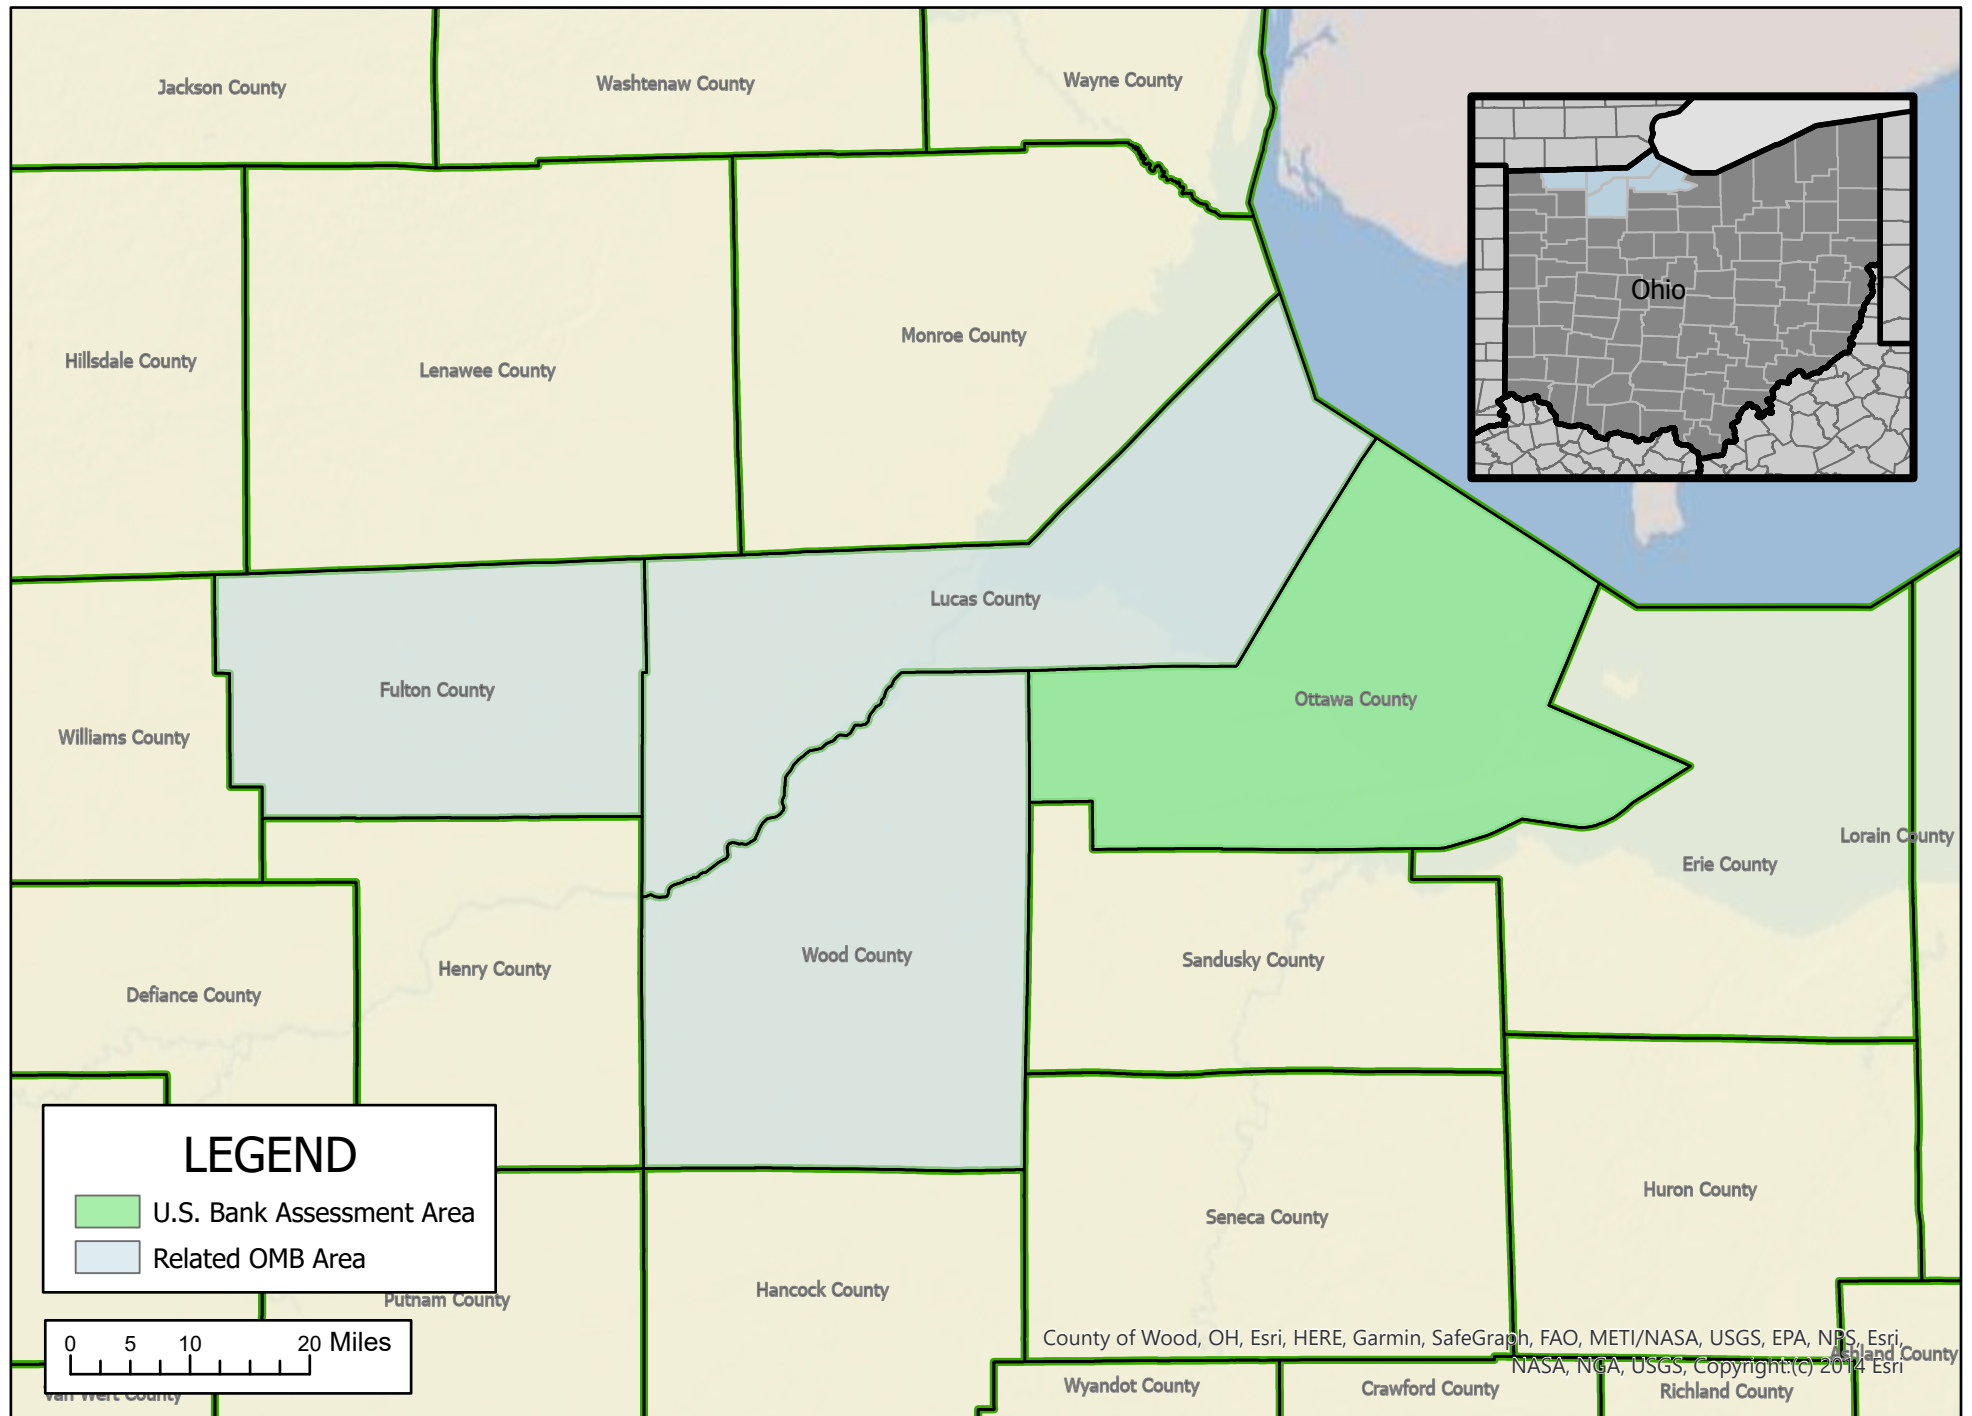 Jackson County
Washtenaw County
Wayne County
Ohio
Hillsdale County
Lenawee County
Monroe County
Lucas County
Fulton County
Ottawa County
Williams County
Lorain County
Erie County
Wood County
Sandusky County
Henry County
Defiance County
LEGEND
U.S. Bank Assessment Area
Related OMB Area
Huron County
Seneca County
Hancock County
Putnam County
0 5 10 20 Miles
County of Wood, OH, Esri, HERE, Garmin, SafeGraph, FAO, METI/NASA, USGS, EPA, NPS, Esri,
NASA, NGA, USGS, Copyright:(c) 2014 Esri
Ashland County
Van Wert County
Wyandot County
Crawford County
Richland County